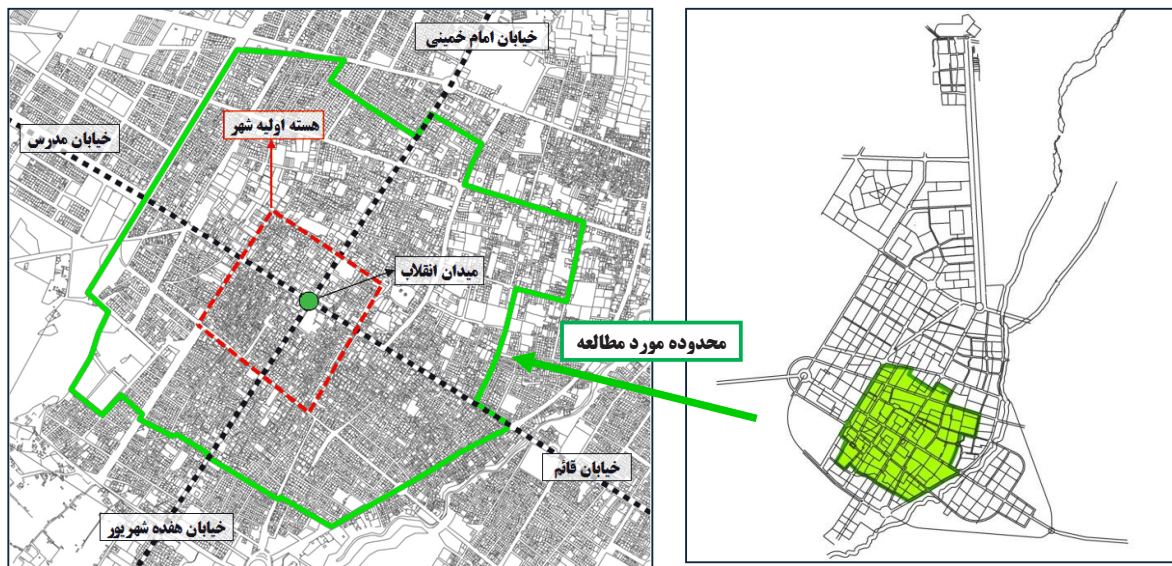 خیابان امام خمینی
هسته اولیه شهر
خیابان مدرس
میدان انقلاب
محدوده مورد مطالعه
خیابان قائم
خیابان هفده شهریور